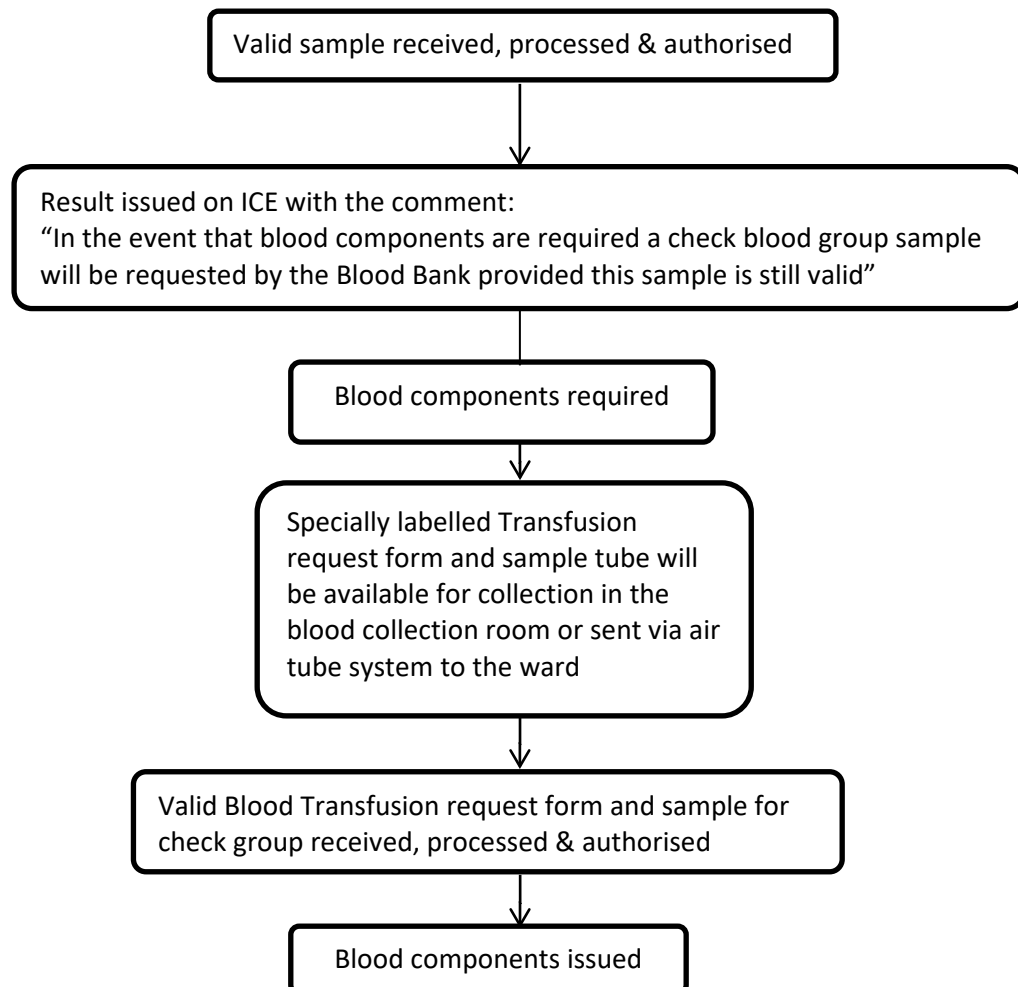 Valid sample received, processed & authorised
Result issued on ICE with the comment:
“In the event that blood components are required a check blood group sample
will be requested by the Blood Bank provided this sample is still valid”
Blood components required
Specially labelled Transfusion
request form and sample tube will
be available for collection in the
blood collection room or sent via air
tube system to the ward
Valid Blood Transfusion request form and sample for
check group received, processed & authorised
Blood components issued